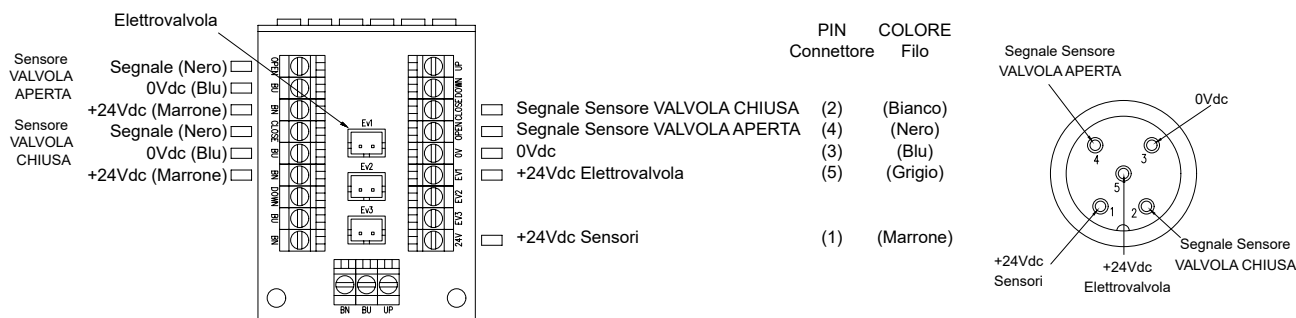 Elettrovalvola
Sensore
VALVOLA
APERTA
Segnale (Nero)
0Vdc (Blu)
+24Vdc (Marrone)
Sensore
VALVOLA
CHIUSA
Segnale (Nero)
0Vdc (Blu)
+24Vdc (Marrone)
OPEN
BU
BN
CLOSE
BU
BN
DOWN
BU
BN
Ev1
Ev2
Ev3
UP
DOWN
CLOSE
OPEN
0V
EV1
EV2
EV3
24V
BN BU UP
PIN COLORE
Connettore Filo
Segnale Sensore VALVOLA CHIUSA (2) (Bianco)
Segnale Sensore VALVOLA APERTA (4) (Nero)
0Vdc (3) (Blu)
+24Vdc Elettrovalvola (5) (Grigio)
+24Vdc Sensori (1) (Marrone)
Segnale Sensore
VALVOLA APERTA
0Vdc
4 3
5
1 2
+24Vdc
Sensori
+24Vdc
Elettrovalvola
Segnale Sensore
VALVOLA CHIUSA